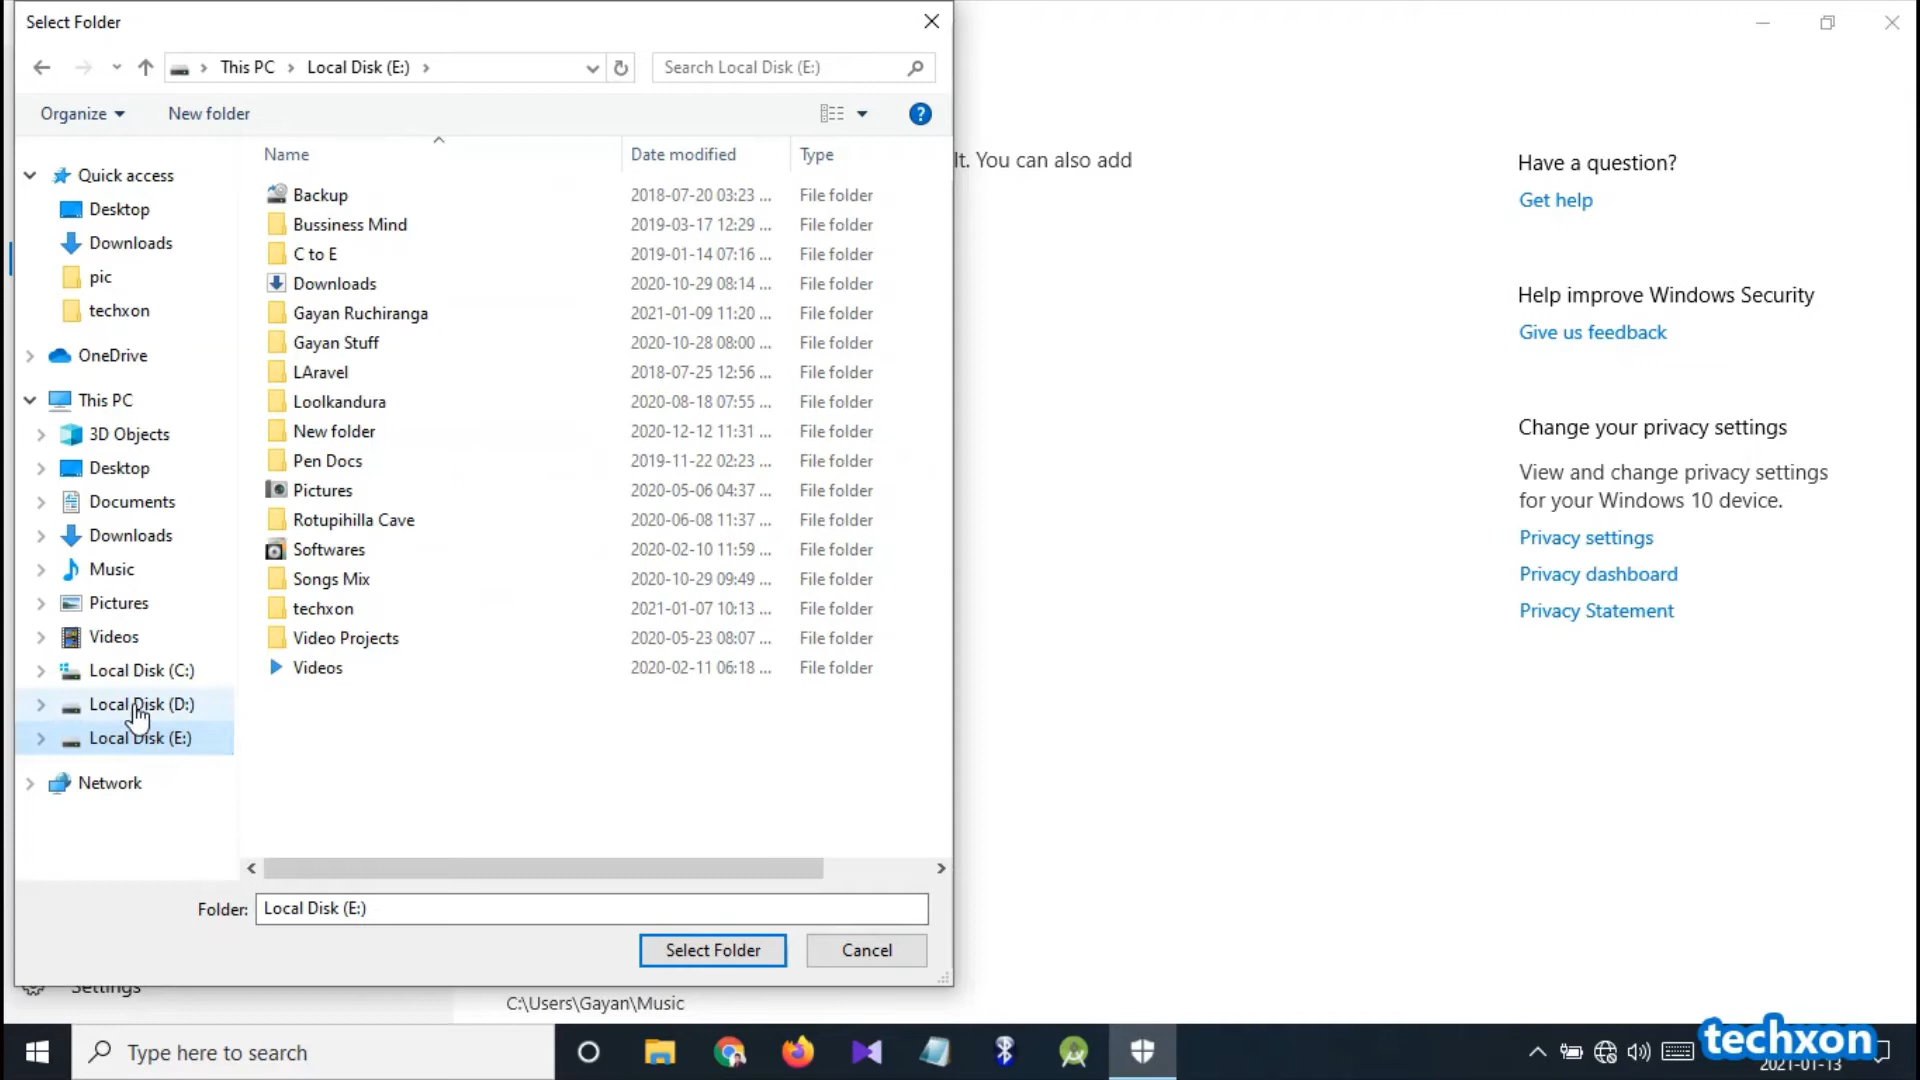 Select Folder
This PC
Local Disk (E:)
Search Local Disk (E:)
Organize
New folder
?
Name
Date modified
Type
Quick access
Desktop
Downloads
pic
techxon
OneDrive
This PC
3D Objects
Desktop
Documents
Downloads
Music
Pictures
Videos
Local Disk (C:)
Local Disk (D:)
Local Disk (E:)
Network
Backup 2018-07-20 03:23 ... File folder
Bussiness Mind 2019-03-17 12:29 ... File folder
C to E 2019-01-14 07:16 ... File folder
Downloads 2020-10-29 08:14 ... File folder
Gayan Ruchiranga 2021-01-09 11:20 ... File folder
Gayan Stuff 2020-10-28 08:00 ... File folder
LAravel 2018-07-25 12:56 ... File folder
Loolkandura 2020-08-18 07:55 ... File folder
New folder 2020-12-12 11:31 ... File folder
Pen Docs 2019-11-22 02:23 ... File folder
Pictures 2020-05-06 04:37 ... File folder
Rotupihilla Cave 2020-06-08 11:37 ... File folder
Softwares 2020-02-10 11:59 ... File folder
Songs Mix 2020-10-29 09:49 ... File folder
techxon 2021-01-07 10:13 ... File folder
Video Projects 2020-05-23 08:07 ... File folder
Videos 2020-02-11 06:18 ... File folder
Folder: Local Disk (E:)
Select Folder
Cancel
lt. You can also add
Have a question?
Get help
Help improve Windows Security
Give us feedback
Change your privacy settings
View and change privacy settings
for your Windows 10 device.
Privacy settings
Privacy dashboard
Privacy Statement
Settings
C:\Users\Gayan\Music
Type here to search
techxon
2021-01-13